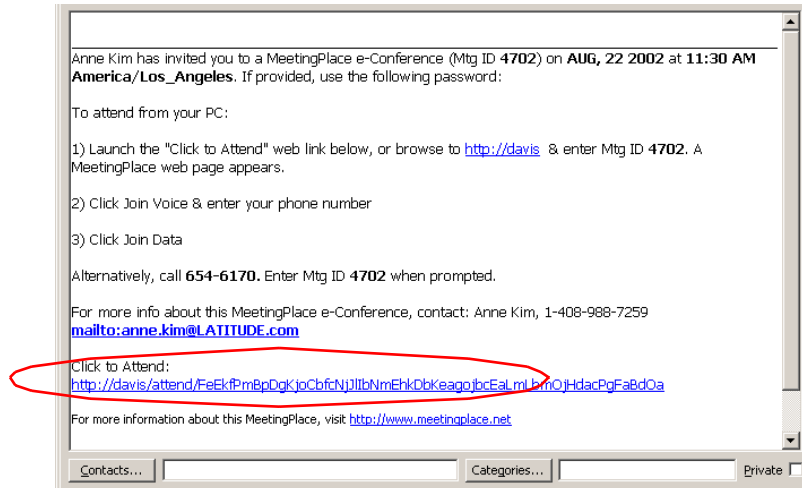 Anne Kim has invited you to a MeetingPlace e-Conference (Mtg ID 4702) on AUG, 22 2002 at 11:30 AM
America/Los_Angeles. If provided, use the following password:
To attend from your PC:
1) Launch the "Click to Attend" web link below, or browse to http://davis & enter Mtg ID 4702. A
MeetingPlace web page appears.
2) Click Join Voice & enter your phone number
3) Click Join Data
Alternatively, call 654-6170. Enter Mtg ID 4702 when prompted.
For more info about this MeetingPlace e-Conference, contact: Anne Kim, 1-408-988-7259
mailto:anne.kim@LATITUDE.com
Click to Attend:
http://davis/attend/FeEkfPmBpDgKjoCbfcNjJlIbNmEhkDbKeagojbcEaLmLbmOjHdacPgFaBdOa
For more information about this MeetingPlace, visit http://www.meetingplace.net
Contacts... Categories... Private